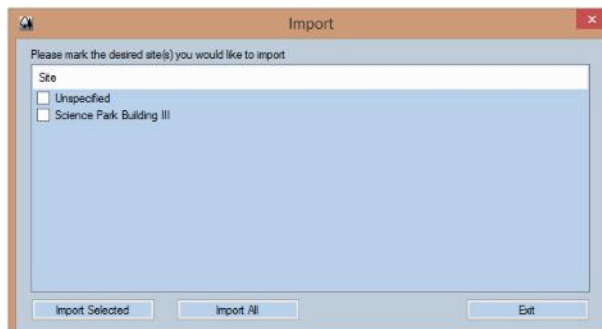 Import
Please mark the desired site(s) you would like to import
Site
Unspecified
Science Park Building III
Import Selected
Import All
Exit